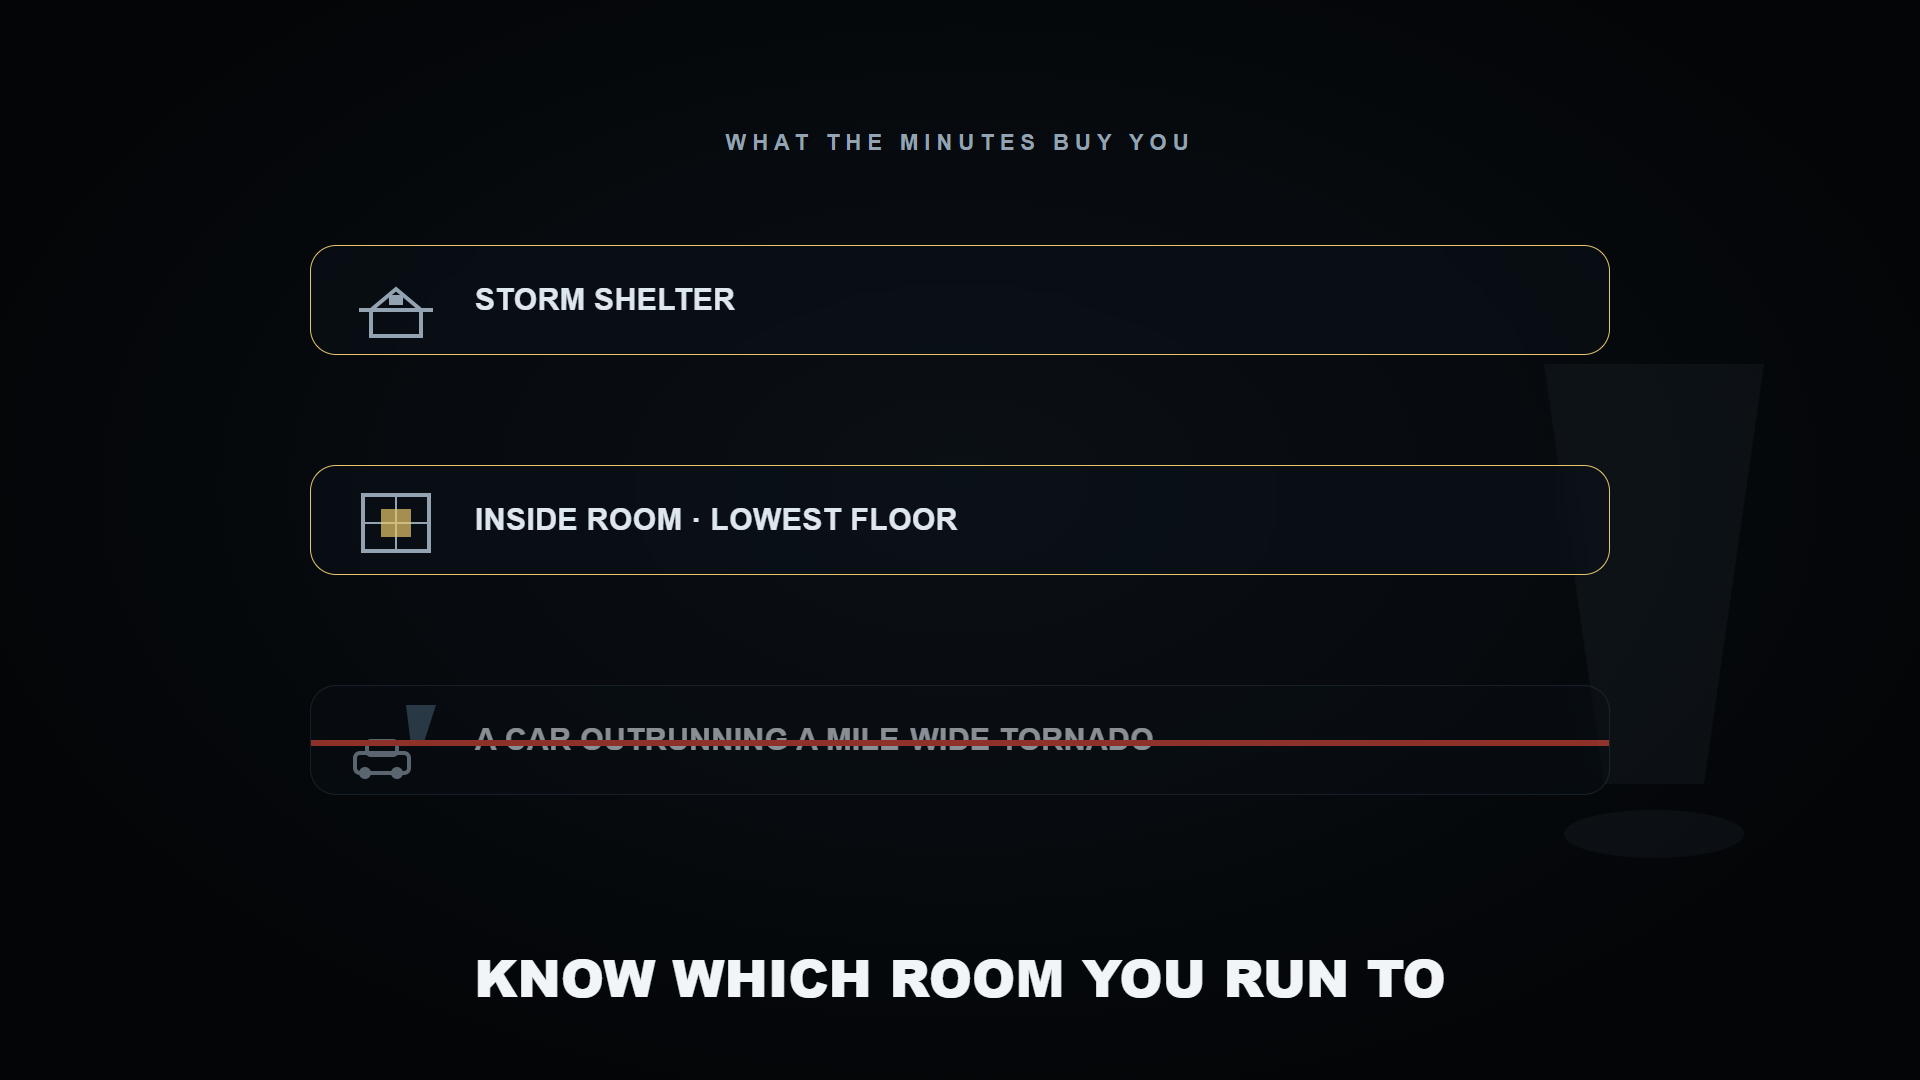 WHAT THE MINUTES BUY YOU
STORM SHELTER
INSIDE ROOM · LOWEST FLOOR
A CAR OUTRUNNING A MILE-WIDE TORNADO
KNOW WHICH ROOM YOU RUN TO